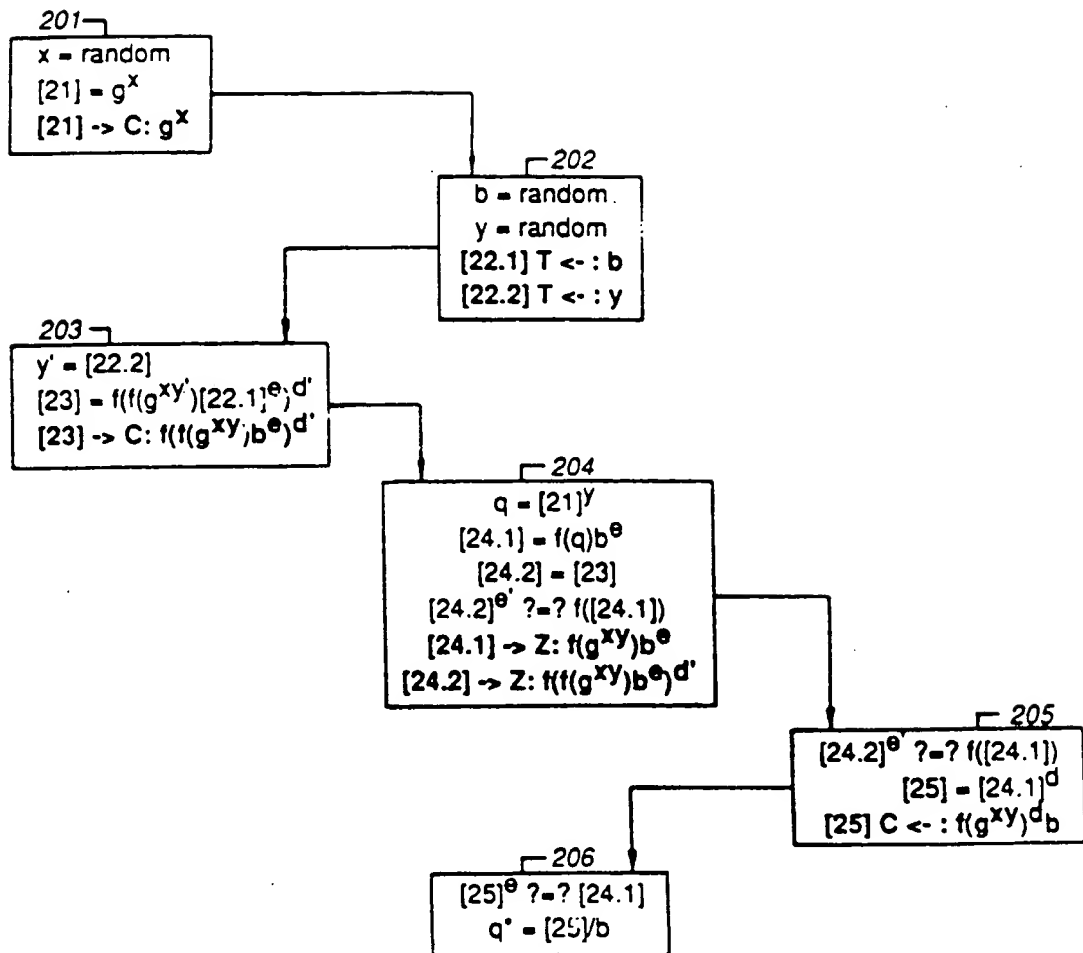 201
x = random
[21] = g^x
[21] -> C: g^x
202
b = random
y = random
[22.1] T <- : b
[22.2] T <- : y
203
y' = [22.2]
[23] = f(f(g^xy')[22.1]^e)^d'
[23] -> C: f(f(g^xy)b^e)^d'
204
q = [21]^y
[24.1] = f(q)b^e
[24.2] = [23]
[24.2]^e' ?=? f([24.1])
[24.1] -> Z: f(g^xy)b^e
[24.2] -> Z: f(f(g^xy)b^e)^d'
205
[24.2]^e' ?=? f([24.1])
[25] = [24.1]^d
[25] C <- : f(g^xy)^d b
206
[25]^e ?=? [24.1]
q* = [25]/b